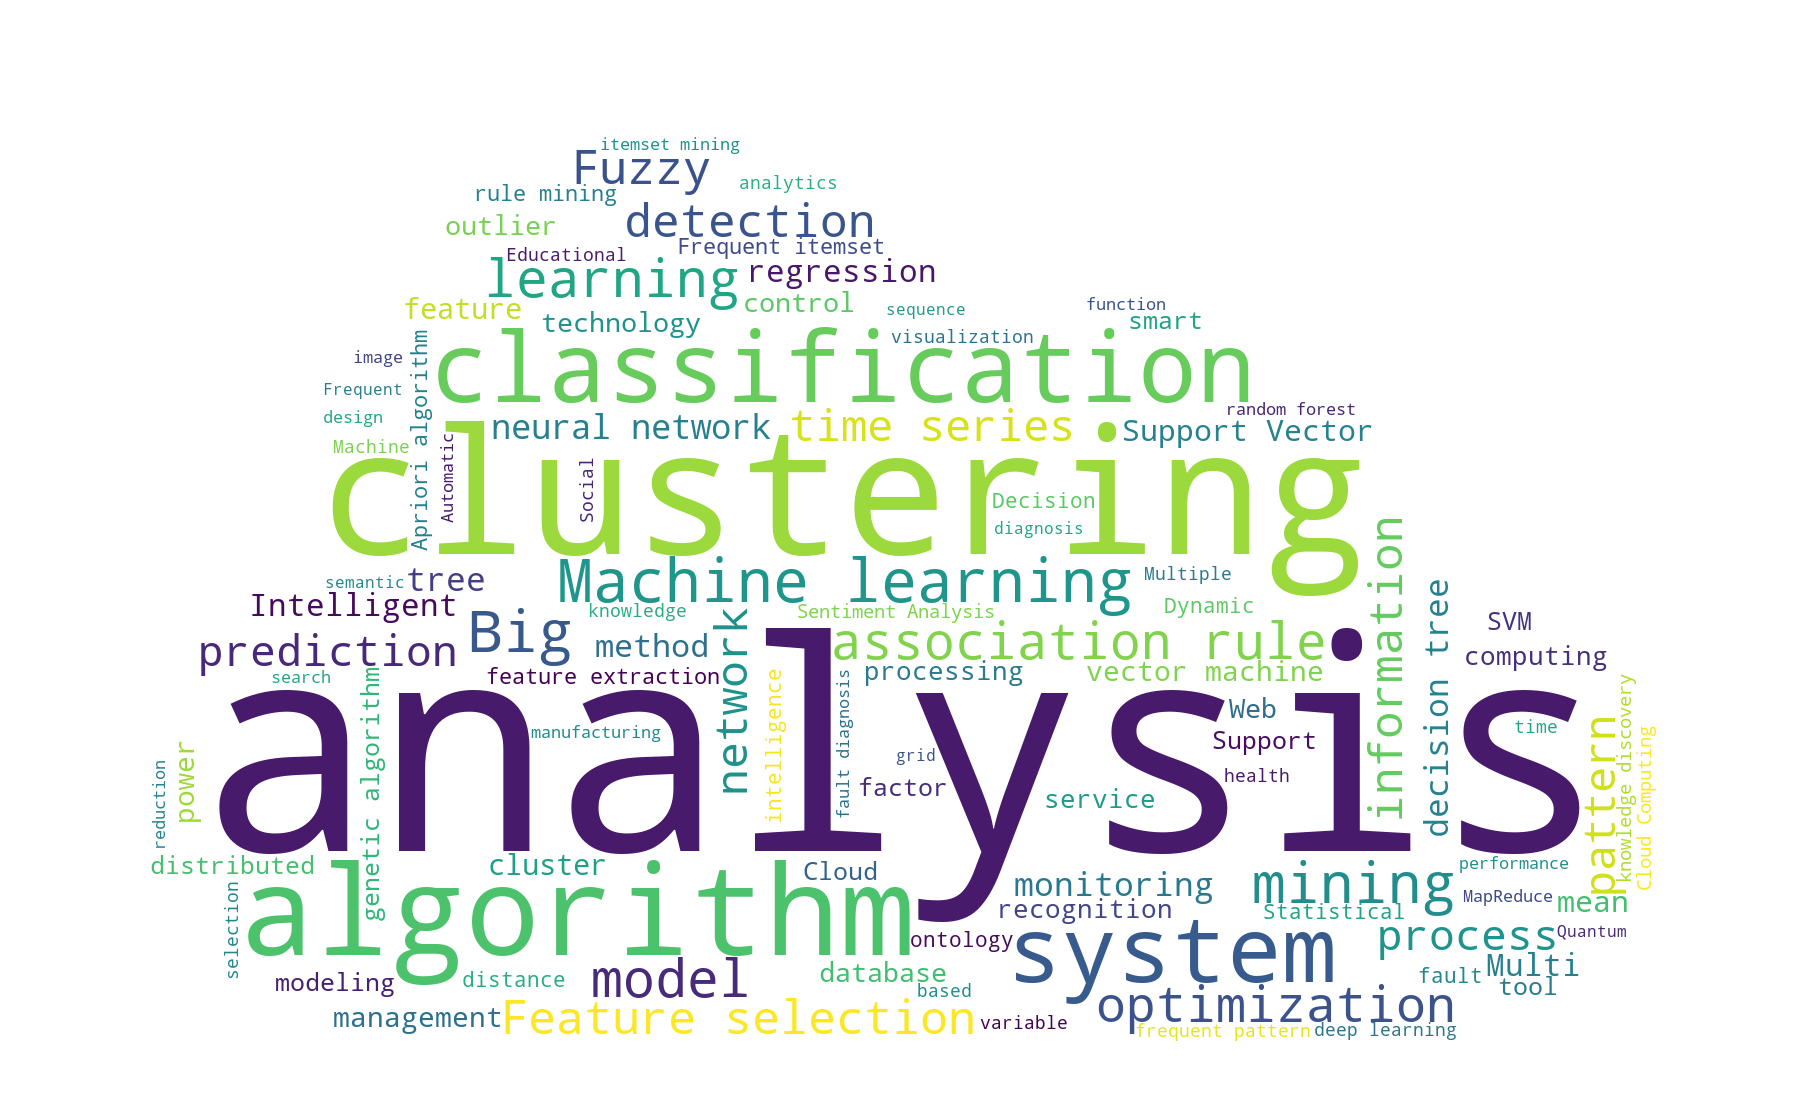 itemset mining
Fuzzy
analytics
rule mining
outlier
detection
Frequent itemset
Educational
learning
regression
feature
control
sequence
function
technology
smart
visualization
image
classification
Frequent
Apriori algorithm
design
random forest
neural network
time series
Support Vector
Machine
Automatic
clustering
Social
Decision
diagnosis
information
semantic
tree
Machine learning
Multiple
Intelligent
knowledge
Sentiment Analysis
Dynamic
decision tree
SVM
Big
method
network
association rule
prediction
computing
search
feature extraction
processing
vector machine
genetic algorithm
intelligence
fault diagnosis
analysis
Web
manufacturing
Support
time
pattern
knowledge discovery
Cloud Computing
power
reduction
grid
health
factor
service
distributed
cluster
Cloud
performance
algorithm
monitoring
mining
MapReduce
mean
recognition
Statistical
selection
ontology
system
process
Quantum
modeling
distance
model
database
fault
Multi
based
tool
management
Feature selection
variable
optimization
frequent pattern
deep learning